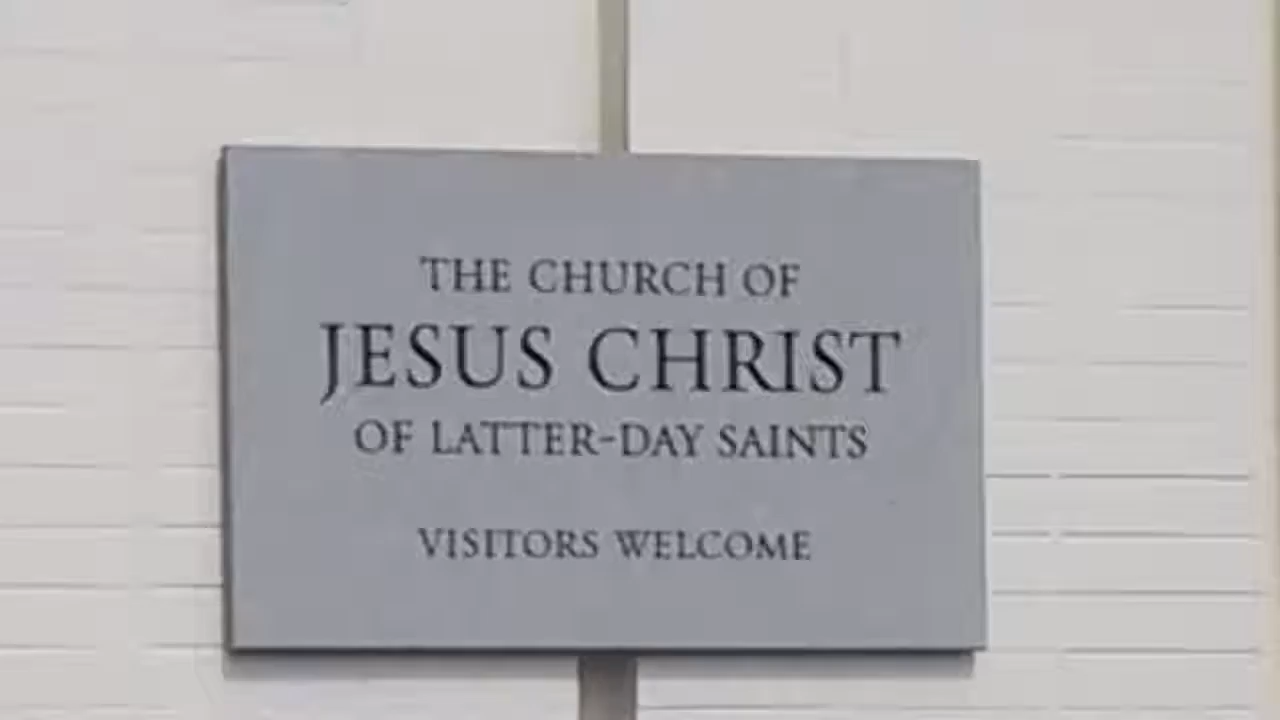 THE CHURCH OF
JESUS CHRIST
OF LATTER-DAY SAINTS
VISITORS WELCOME